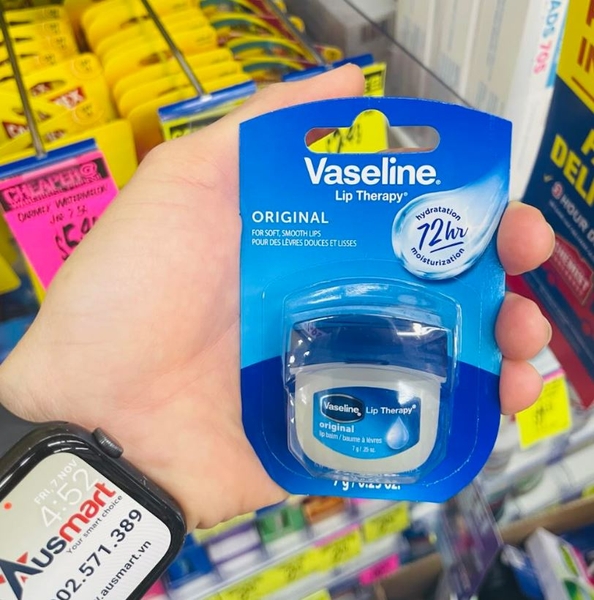 Vaseline®
Lip Therapy®
ORIGINAL
FOR SOFT, SMOOTH LIPS
POUR DES LÈVRES DOUCES ET LISSES
hydratation
72hr
moisturization
Vaseline® Lip Therapy®
original
lip balm / baume à lèvres
7 g / .25 oz.
7 g / 0.25 oz.
CHEAPER@
FRI, 7 NOV
4:52
Ausmart
Your smart choice
02.571.389
.ausmart.vn